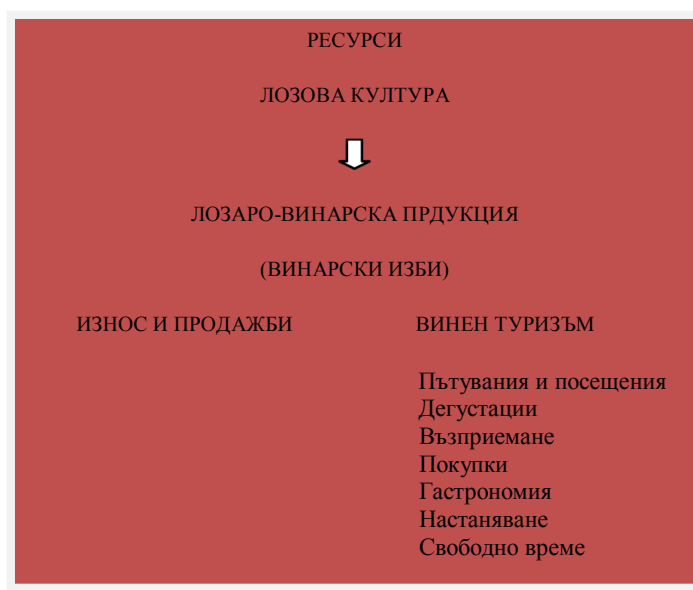 РЕСУРСИ
ЛОЗОВА КУЛТУРА
ЛОЗАРО-ВИНАРСКА ПРДУКЦИЯ
(ВИНАРСКИ ИЗБИ)
ИЗНОС И ПРОДАЖБИ ВИНЕН ТУРИЗЪМ
Пътувания и посещения
Дегустации
Възприемане
Покупки
Гастрономия
Настаняване
Свободно време